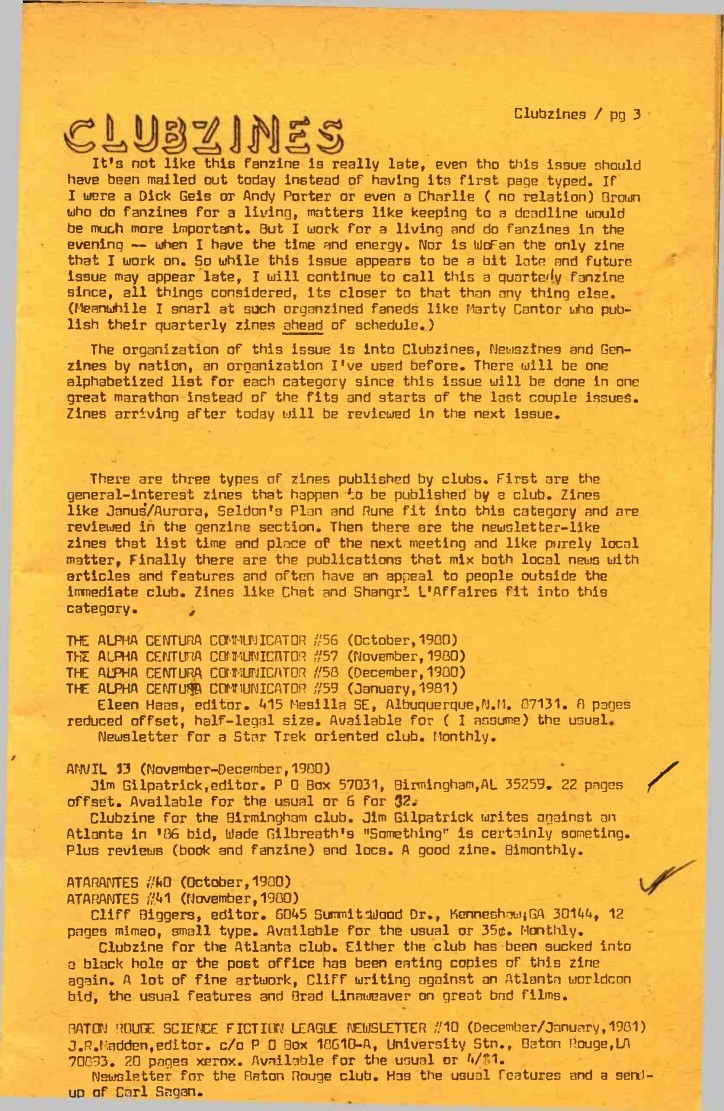 Clubzines / pg 3
CLUBZINES
It's not like this fanzine is really late, even tho this issue should
have been mailed out today instead of having its first page typed. If
I were a Dick Geis or Andy Porter or even a Charlie ( no relation) Brown
who do fanzines for a living, matters like keeping to a deadline would
be much more important. But I work for a living and do fanzines in the
evening -- when I have the time and energy. Nor is WoFan the only zine
that I work on. So while this issue appears to be a bit late and future
issue may appear late, I will continue to call this a quarterly fanzine
since, all things considered, its closer to that than any thing else.
(Meanwhile I snarl at such organzined faneds like Marty Cantor who pub-
lish their quarterly zines ahead of schedule.)
The organization of this issue is into Clubzines, Newszines and Gen-
zines by nation, an organization I've used before. There will be one
alphabetized list for each category since this issue will be done in one
great marathon instead of the fits and starts of the last couple issues.
Zines arriving after today will be reviewed in the next issue.
There are three types of zines published by clubs. First are the
general-interest zines that happen to be published by a club. Zines
like Janus/Aurora, Seldon's Plan and Rune fit into this category and are
reviewed in the genzine section. Then there are the newsletter-like
zines that list time and place of the next meeting and like purely local
matter, Finally there are the publications that mix both local news with
articles and features and often have an appeal to people outside the
immediate club. Zines like Chat and Shangri L'Affaires fit into this
category.
THE ALPHA CENTURA COMMUNICATOR #56 (October,1980)
THE ALPHA CENTURA COMMUNICATOR #57 (November,1980)
THE ALPHA CENTURA COMMUNICATOR #58 (December,1980)
THE ALPHA CENTURA COMMUNICATOR #59 (January,1981)
Eleen Haas, editor. 415 Mesilla SE, Albuquerque,N.M. 87131. 8 pages
reduced offset, half-legal size. Available for ( I assume) the usual.
Newsletter for a Star Trek oriented club. Monthly.
ANVIL 13 (November-December,1980)
Jim Gilpatrick,editor. P O Box 57031, Birmingham,AL 35259. 22 pages
offset. Available for the usual or 6 for $2.
Clubzine for the Birmingham club. Jim Gilpatrick writes against an
Atlanta in '86 bid, Wade Gilbreath's "Something" is certainly someting.
Plus reviews (book and fanzine) and locs. A good zine. Bimonthly.
ATARANTES #40 (October,1980)
ATARANTES #41 (November,1980)
Cliff Biggers, editor. 6045 Summit Wood Dr., Kenneshaw,GA 30144, 12
pages mimeo, small type. Available for the usual or 35¢. Monthly.
Clubzine for the Atlanta club. Either the club has been sucked into
a black hole or the post office has been eating copies of this zine
again. A lot of fine artwork, Cliff writing against an Atlanta worldcon
bid, the usual features and Brad Linaweaver on great bad films.
BATON ROUGE SCIENCE FICTION LEAGUE NEWSLETTER #10 (December/January,1981)
J.R.Madden,editor. c/o P O Box 18610-A, University Stn., Baton Rouge,LA
70893. 20 pages xerox. Available for the usual or 4/$1.
Newsletter for the Baton Rouge club. Has the usual features and a send-
up of Carl Sagan.